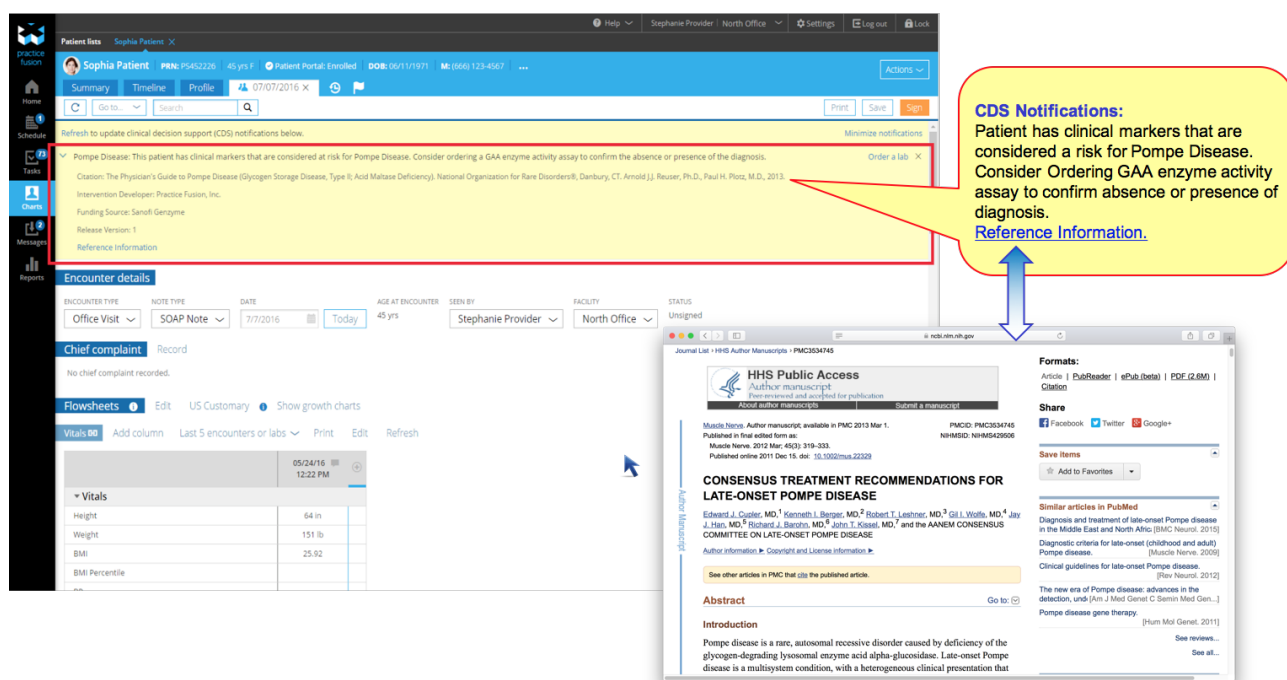 Help
Stephanie Provider | North Office
Settings
Log out
Lock
practice
fusion
Home
1
Schedule
73
Tasks
Charts
2
Messages
Reports
Patient lists
Sophia Patient X
Sophia Patient PRN: PS452226 45 yrs F Patient Portal: Enrolled DOB: 06/11/1971 M: (666) 123-4567 ...
Actions
Summary Timeline Profile 07/07/2016 ×
C Go to... Search
Print Save Sign
Refresh to update clinical decision support (CDS) notifications below.
Minimize notifications
Pompe Disease: This patient has clinical markers that are considered at risk for Pompe Disease. Consider ordering a GAA enzyme activity assay to confirm the absence or presence of the diagnosis.
Order a lab ×
Citation: The Physician's Guide to Pompe Disease (Glycogen Storage Disease, Type II; Acid Maltase Deficiency). National Organization for Rare Disorders®, Danbury, CT. Arnold J.J. Reuser, Ph.D., Paul H. Plotz, M.D., 2013.
Intervention Developer: Practice Fusion, Inc.
Funding Source: Sanofi Genzyme
Release Version: 1
Reference Information
CDS Notifications:
Patient has clinical markers that are
considered a risk for Pompe Disease.
Consider Ordering GAA enzyme activity
assay to confirm absence or presence of
diagnosis.
Reference Information.
Encounter details
ENCOUNTER TYPE NOTE TYPE DATE AGE AT ENCOUNTER SEEN BY FACILITY STATUS
Office Visit SOAP Note 7/7/2016 Today 45 yrs Stephanie Provider North Office Unsigned
Chief complaint Record
No chief complaint recorded.
Flowsheets Edit US Customary Show growth charts
Vitals Add column Last 5 encounters or labs Print Edit Refresh
05/24/16
12:22 PM
Vitals
Height 64 in
Weight 151 lb
BMI 25.92
BMI Percentile
ncbi.nlm.nih.gov
Journal List > HHS Author Manuscripts > PMC3534745
HHS Public Access
Author manuscript
Peer-reviewed and accepted for publication
About author manuscripts Submit a manuscript
Muscle Nerve. Author manuscript; available in PMC 2013 Mar 1. PMCID: PMC3534745
Published in final edited form as: NIHMSID: NIHMS429506
Muscle Nerve. 2012 Mar; 45(3): 319–333.
Published online 2011 Dec 15. doi: 10.1002/mus.22329
Author Manuscript
CONSENSUS TREATMENT RECOMMENDATIONS FOR
LATE-ONSET POMPE DISEASE
Edward J. Cupler, MD,1 Kenneth I. Berger, MD,2 Robert T. Leshner, MD,3 Gil I. Wolfe, MD,4 Jay
J. Han, MD,5 Richard J. Barohn, MD,6 John T. Kissel, MD,7 and the AANEM CONSENSUS
COMMITTEE ON LATE-ONSET POMPE DISEASE
Author information ► Copyright and License information ►
See other articles in PMC that cite the published article.
Abstract Go to:
Introduction
Pompe disease is a rare, autosomal recessive disorder caused by deficiency of the
glycogen-degrading lysosomal enzyme acid alpha-glucosidase. Late-onset Pompe
disease is a multisystem condition, with a heterogeneous clinical presentation that
Formats:
Article | PubReader | ePub (beta) | PDF (2.6M) |
Citation
Share
Facebook Twitter Google+
Save items
Add to Favorites
Similar articles in PubMed
Diagnosis and treatment of late-onset Pompe disease
in the Middle East and North Afric [BMC Neurol. 2015]
Diagnostic criteria for late-onset (childhood and adult)
Pompe disease. [Muscle Nerve. 2009]
Clinical guidelines for late-onset Pompe disease.
[Rev Neurol. 2012]
The new era of Pompe disease: advances in the
detection, und [Am J Med Genet C Semin Med Gen...]
Pompe disease gene therapy.
[Hum Mol Genet. 2011]
See reviews...
See all...